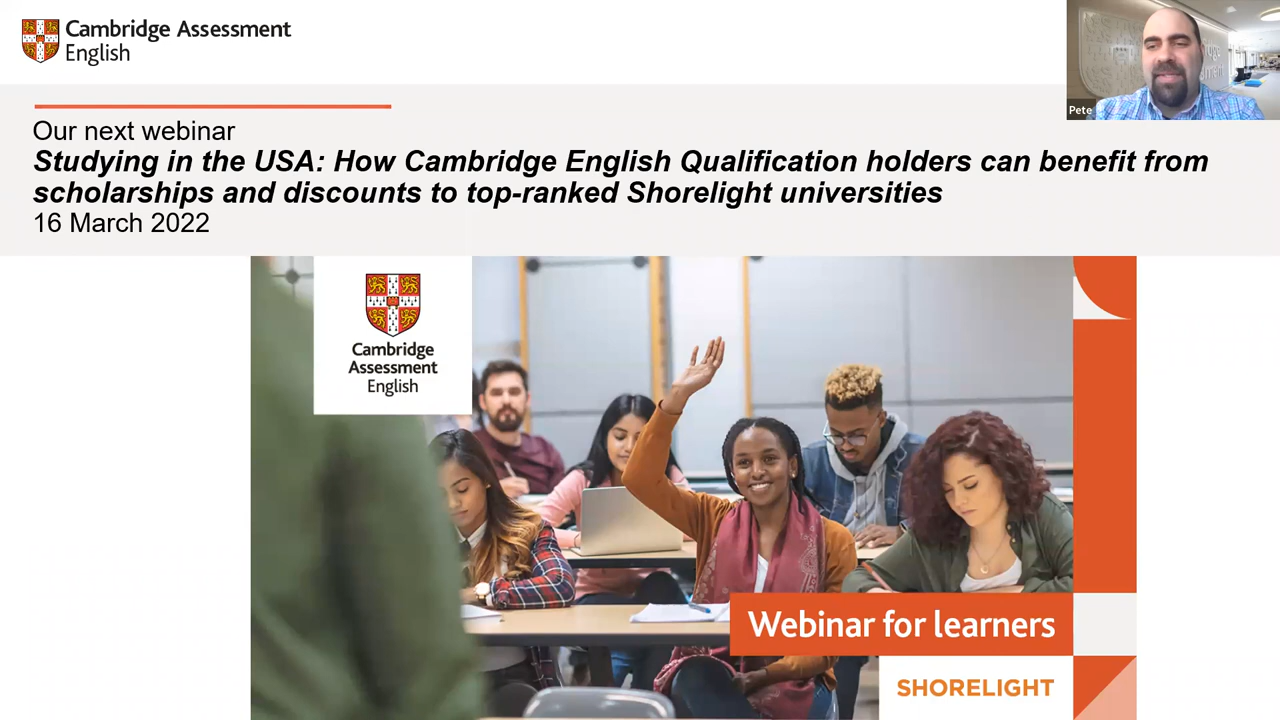 Cambridge Assessment
English
Pete
Our next webinar
Studying in the USA: How Cambridge English Qualification holders can benefit from
scholarships and discounts to top-ranked Shorelight universities
16 March 2022
Cambridge
Assessment
English
Webinar for learners
SHORELIGHT